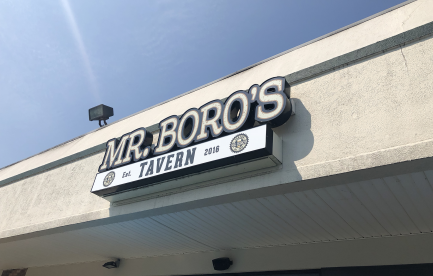 MR. BORO'S
Est. TAVERN 2016